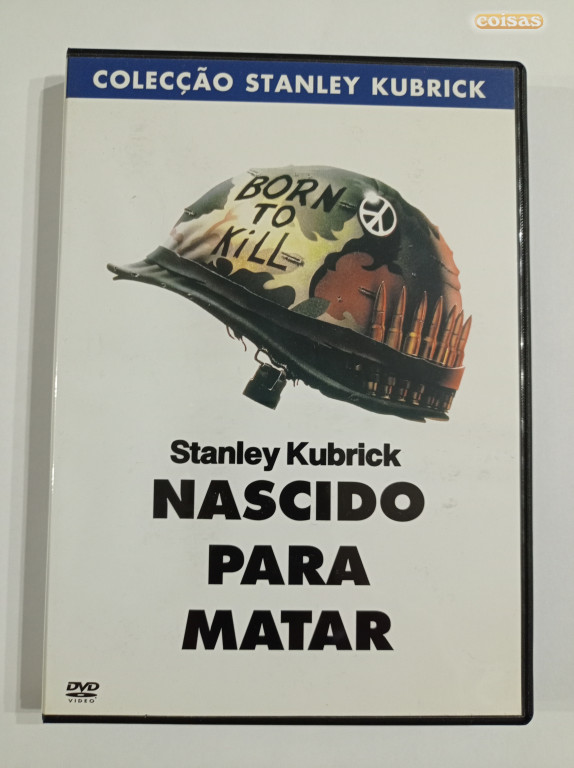 coisas
COLECÇÃO STANLEY KUBRICK
BORN
TO
KiLL
Stanley Kubrick
NASCIDO
PARA
MATAR
DVD
VIDEO